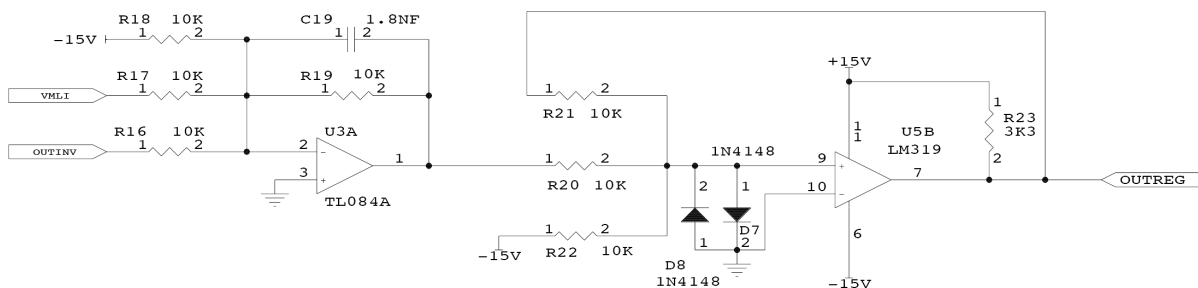 R18 10K
1 2
-15V
C19 1.8NF
1 2
R17 10K
VMLI
1 2
R19 10K
1 2
R16 10K
OUTINV
1 2
U3A
2
-
3
+
1
TL084A
1 2
R21 10K
1 2
R20 10K
1 2
-15V
R22 10K
1N4148
2
1
D7
1
2
D8
1N4148
+15V
1
1
U5B
LM319
9
+
10
-
7
6
-15V
1
R23
3K3
2
OUTREG